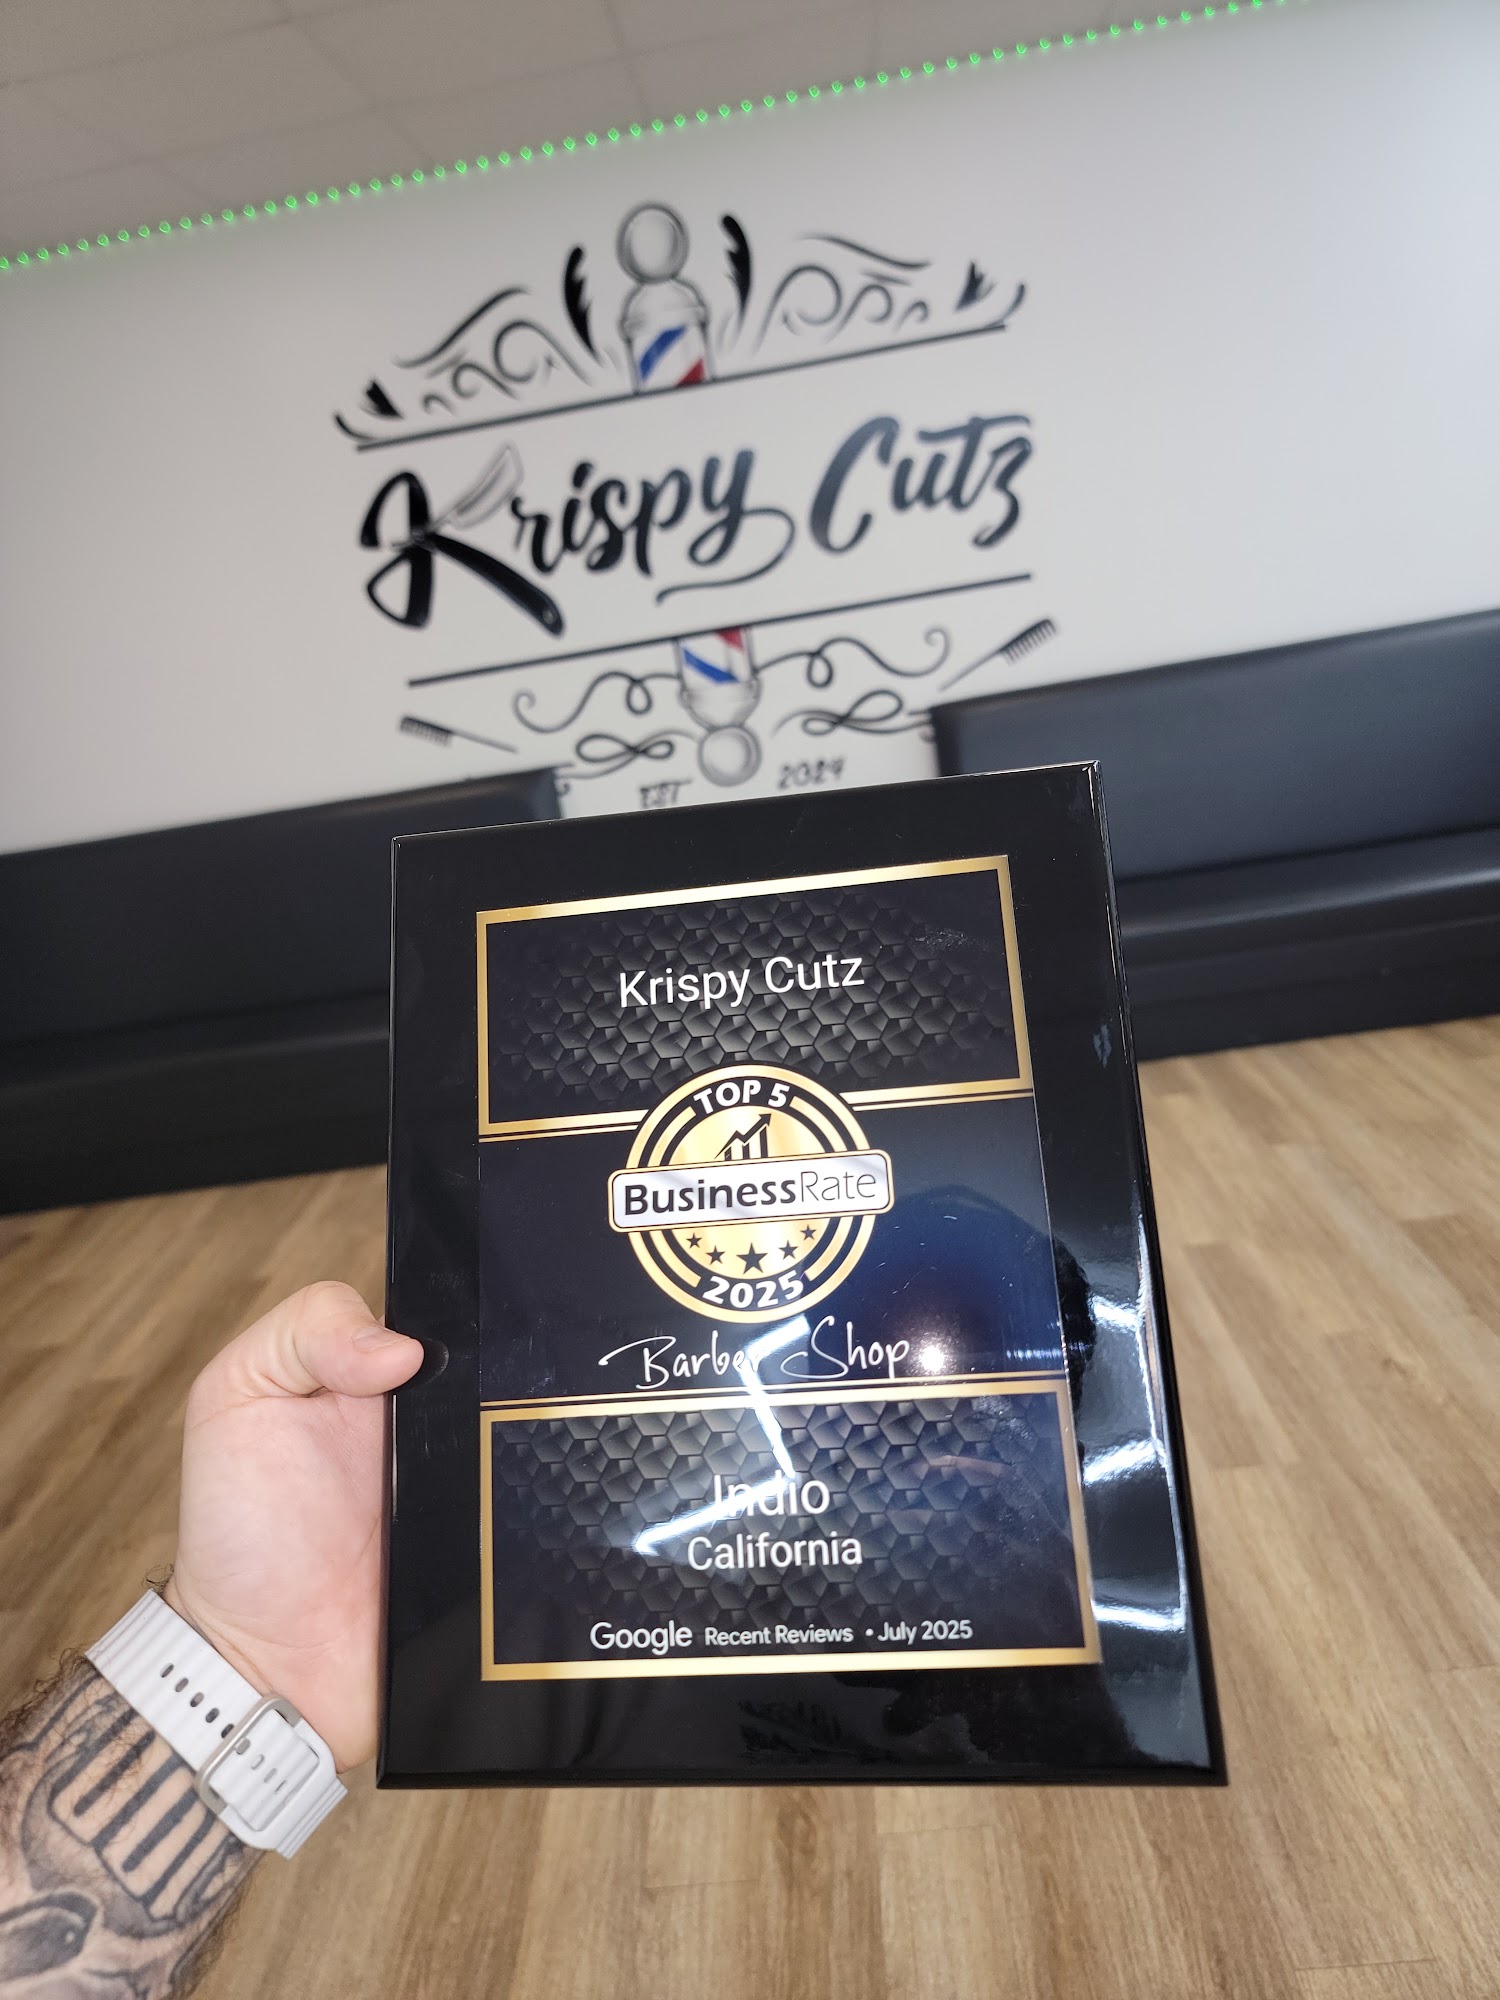 Krispy Cutz
EST 2024
Krispy Cutz
TOP 5
BusinessRate
2025
Barber Shop
Indio
California
Google Recent Reviews • July 2025